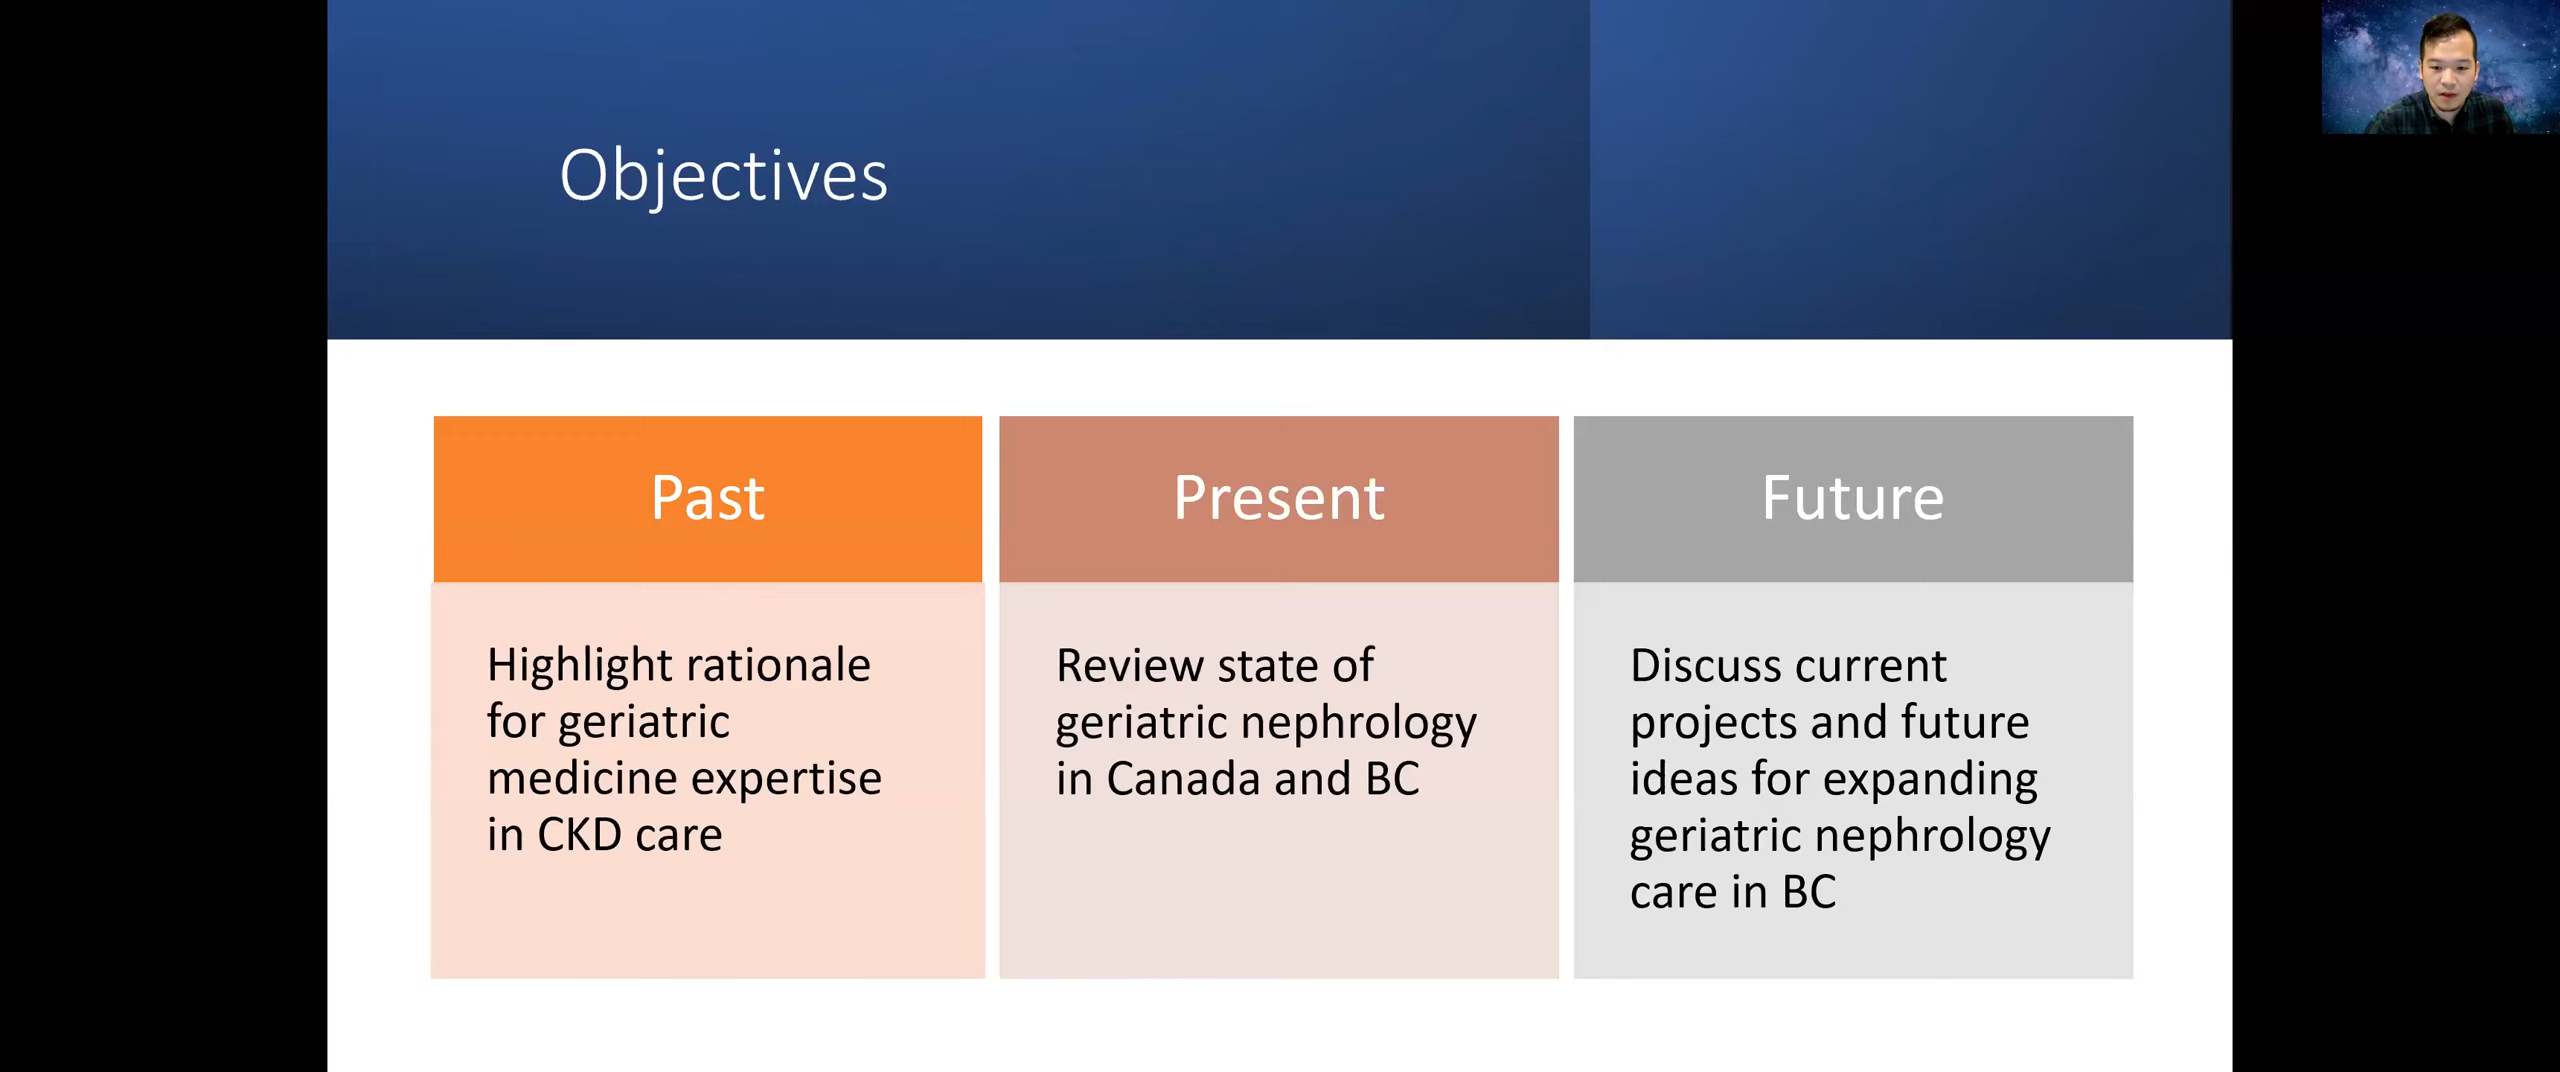 Objectives
Past
Highlight rationale
for geriatric
medicine expertise
in CKD care
Present
Review state of
geriatric nephrology
in Canada and BC
Future
Discuss current
projects and future
ideas for expanding
geriatric nephrology
care in BC